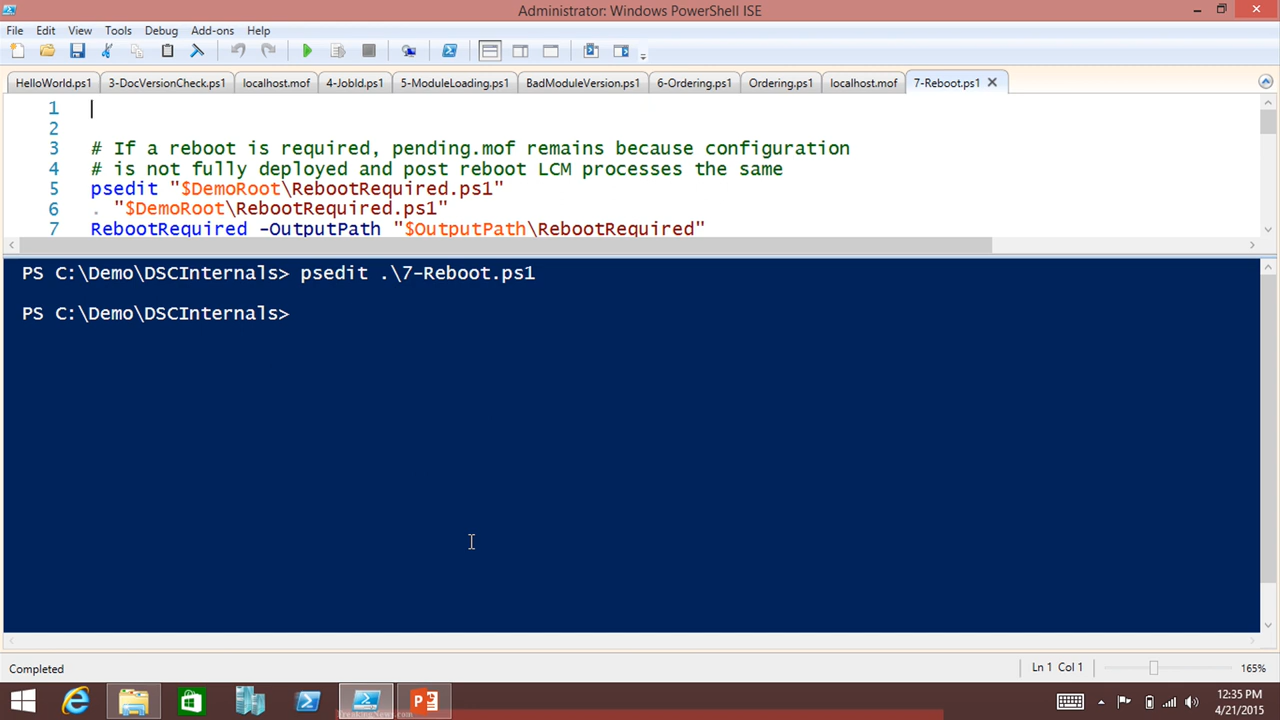 Administrator: Windows PowerShell ISE
File Edit View Tools Debug Add-ons Help
HelloWorld.ps1 3-DocVersionCheck.ps1 localhost.mof 4-JobId.ps1 5-ModuleLoading.ps1 BadModuleVersion.ps1 6-Ordering.ps1 Ordering.ps1 localhost.mof 7-Reboot.ps1
1
2
3 # If a reboot is required, pending.mof remains because configuration
4 # is not fully deployed and post reboot LCM processes the same
5 psedit "$DemoRoot\RebootRequired.ps1"
6 . "$DemoRoot\RebootRequired.ps1"
7 RebootRequired -OutputPath "$OutputPath\RebootRequired"
PS C:\Demo\DSCInternals> psedit .\7-Reboot.ps1
PS C:\Demo\DSCInternals>
Completed
Ln 1 Col 1
165%
12:35 PM
4/21/2015